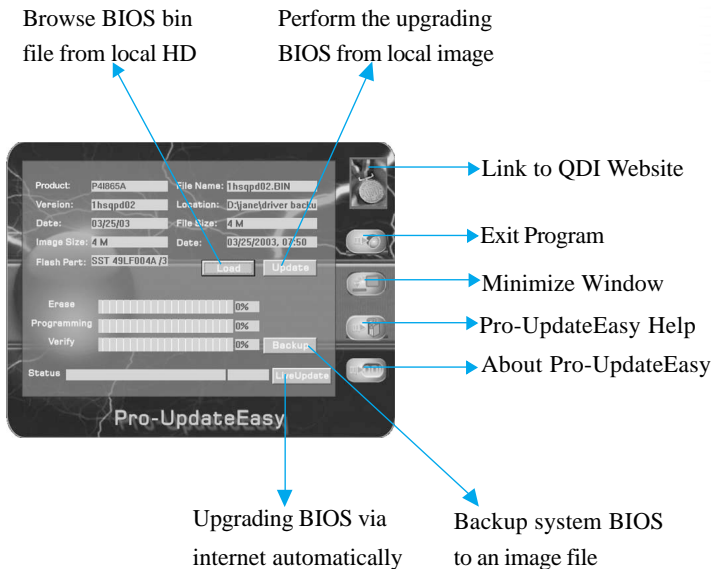 Browse BIOS bin
file from local HD
Perform the upgrading
BIOS from local image
Product: P4I865A
File Name: 1hsqpd02.BIN
Version: 1hsqpd02
Location: D:\jane\driver backu
Date: 03/25/03
File Size: 4 M
Image Size: 4 M
Date: 03/25/2003, 07:50
Flash Part: SST 49LF004A /3
Load
Update
Erase 0%
Programming 0%
Verify 0%
Backup
Status
LiveUpdate
Pro-UpdateEasy
Link to QDI Website
Exit Program
Minimize Window
Pro-UpdateEasy Help
About Pro-UpdateEasy
Upgrading BIOS via
internet automatically
Backup system BIOS
to an image file